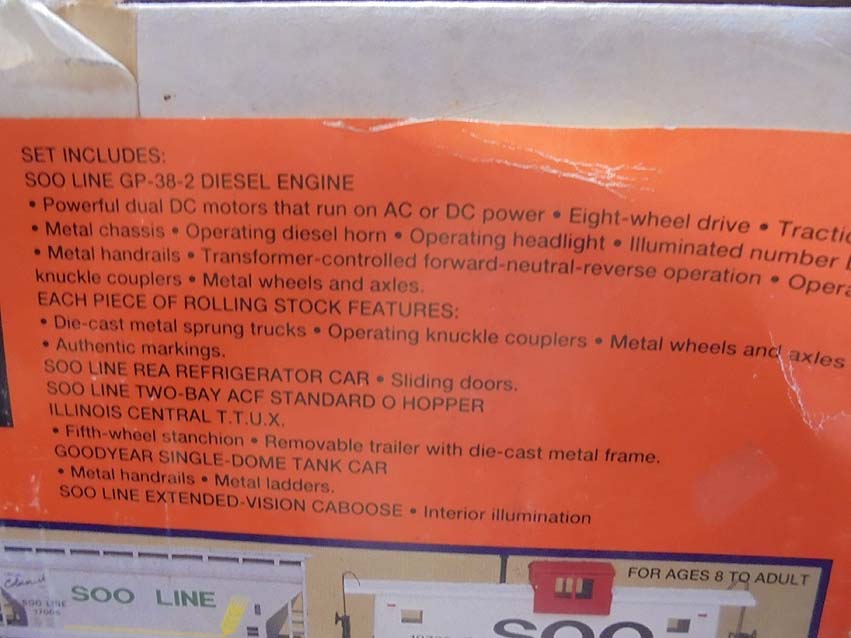 SET INCLUDES:
SOO LINE GP-38-2 DIESEL ENGINE
• Powerful dual DC motors that run on AC or DC power • Eight-wheel drive •
• Metal chassis • Operating diesel horn • Operating headlight • Illuminated number
• Metal handrails • Transformer-controlled forward-neutral-reverse operation •
knuckle couplers • Metal wheels and axles.
EACH PIECE OF ROLLING STOCK FEATURES:
• Die-cast metal sprung trucks • Operating knuckle couplers • Metal wheels and axles
• Authentic markings.
SOO LINE REA REFRIGERATOR CAR • Sliding doors.
SOO LINE TWO-BAY ACF STANDARD O HOPPER
ILLINOIS CENTRAL T.T.U.X.
• Fifth-wheel stanchion • Removable trailer with die-cast metal frame.
GOODYEAR SINGLE-DOME TANK CAR
• Metal handrails • Metal ladders.
SOO LINE EXTENDED-VISION CABOOSE • Interior illumination
FOR AGES 8 TO ADULT
SOO LINE
SOO LINE
SOO